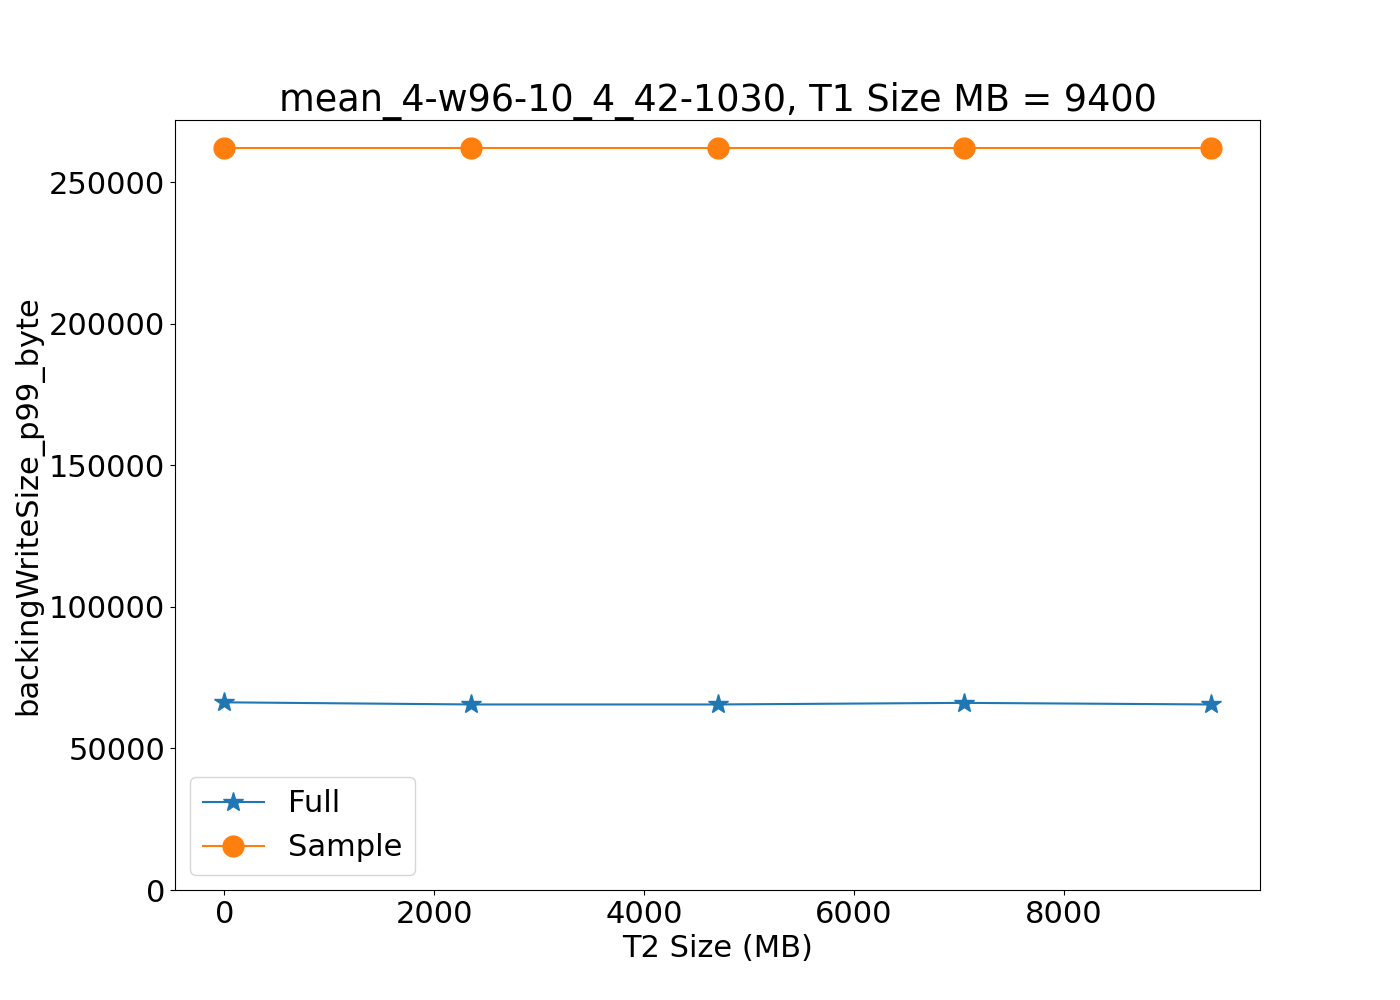 mean_4-w96-10_4_42-1030, T1 Size MB = 9400
backingWriteSize_p99_byte
250000
200000
150000
100000
50000
0
Full
Sample
0 2000 4000 6000 8000
T2 Size (MB)